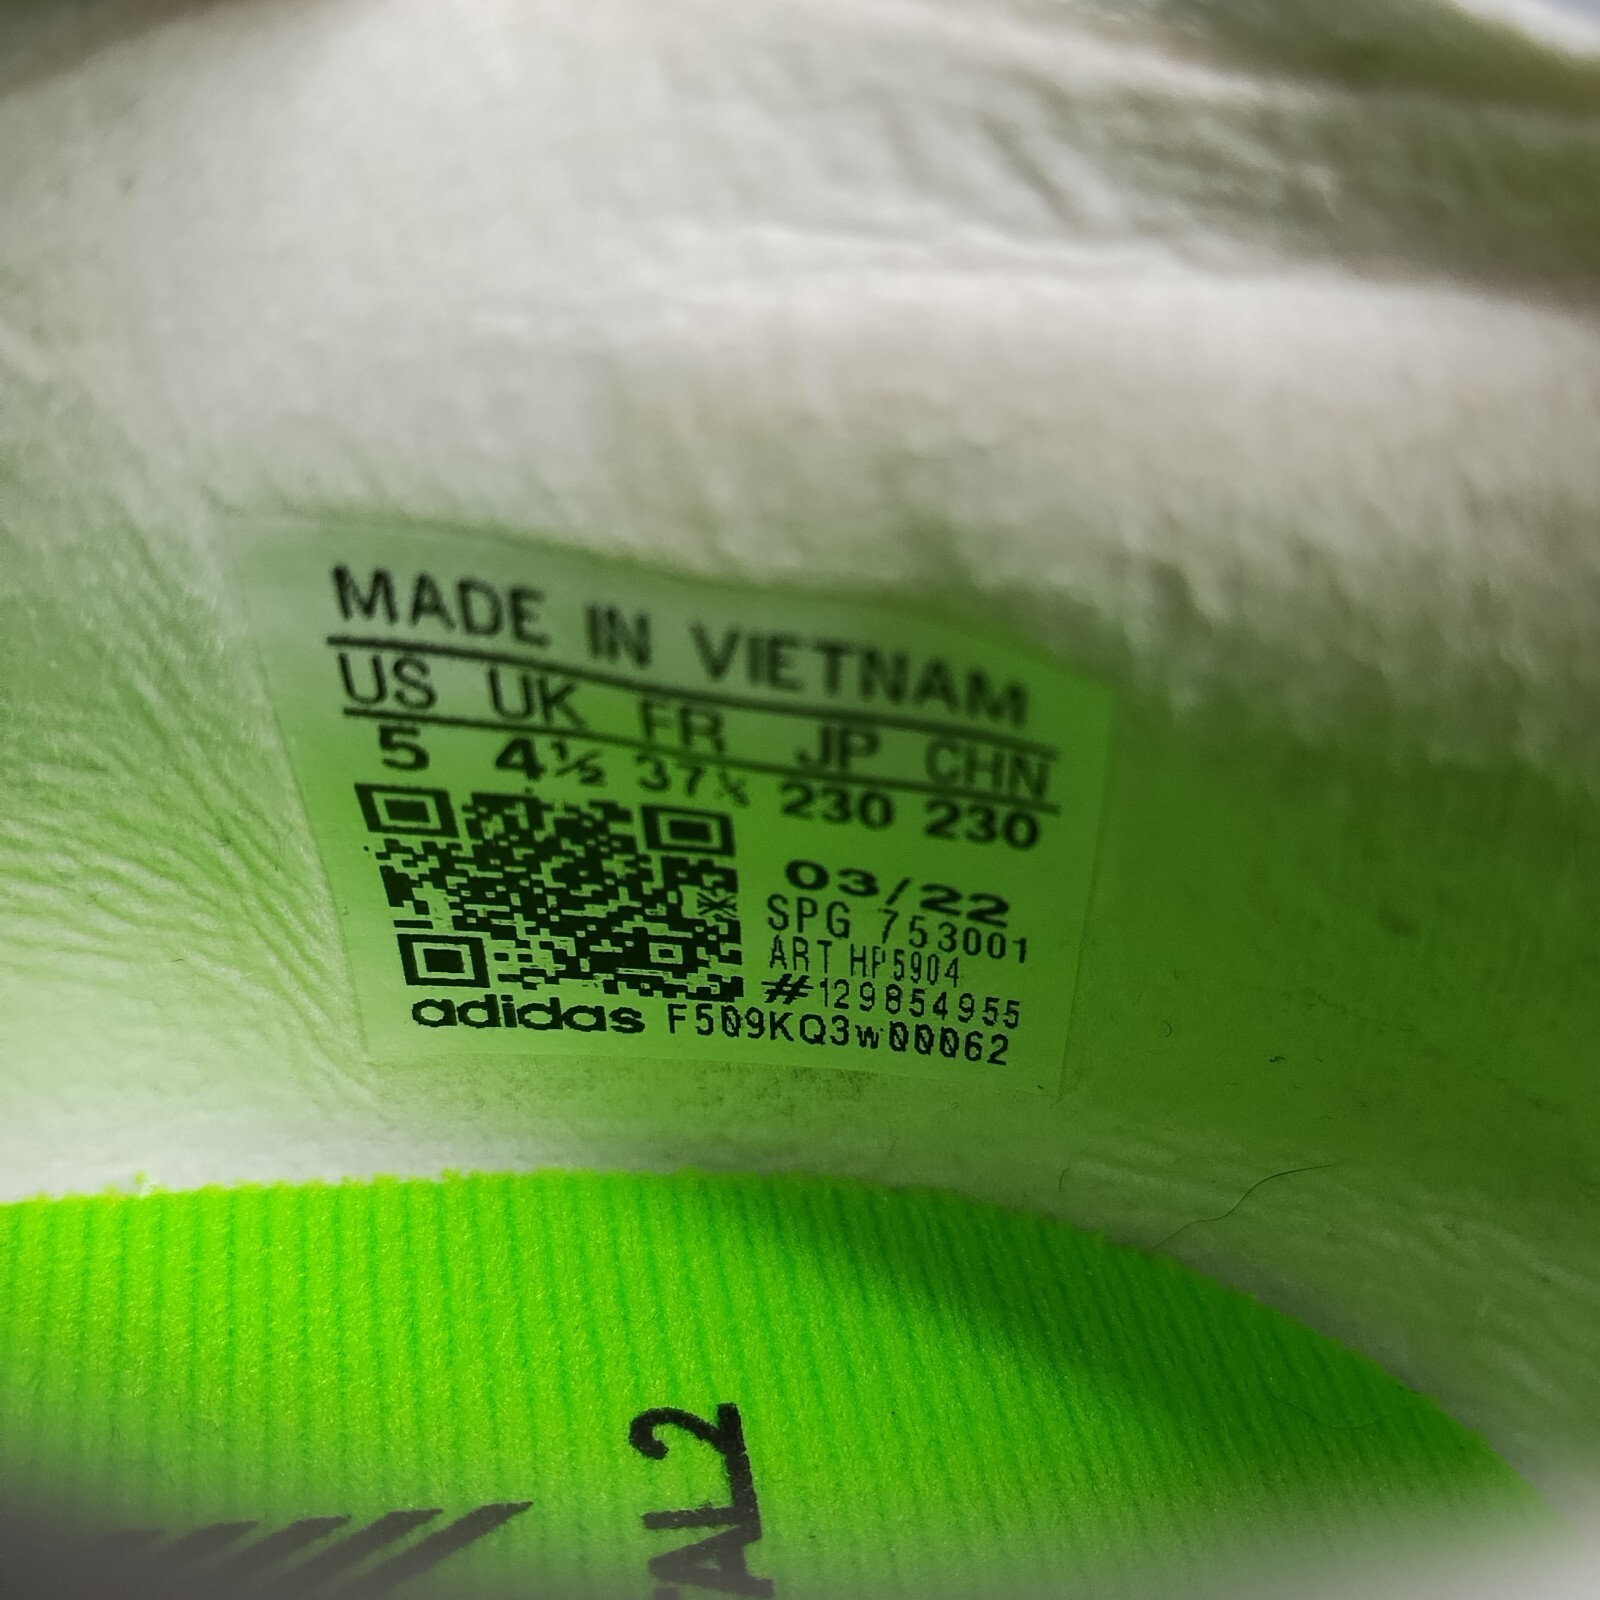 MADE IN VIETNAM
US UK FR JP CHN
5 4½ 37⅓ 230 230
03/22
SPG 753001
ART HP5904
#129854955
adidas F509KQ3w00062
AL2